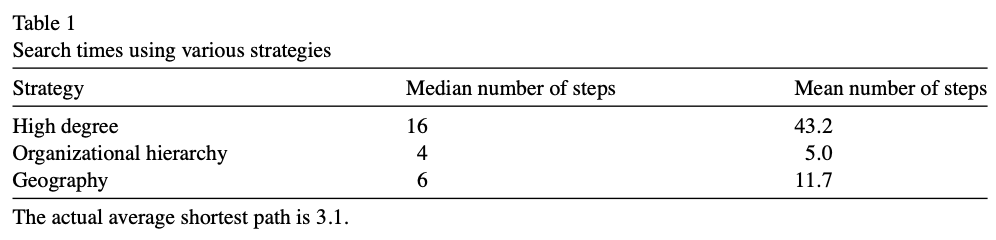 Table 1
Search times using various strategies
Strategy Median number of steps Mean number of steps
High degree 16 43.2
Organizational hierarchy 4 5.0
Geography 6 11.7
The actual average shortest path is 3.1.